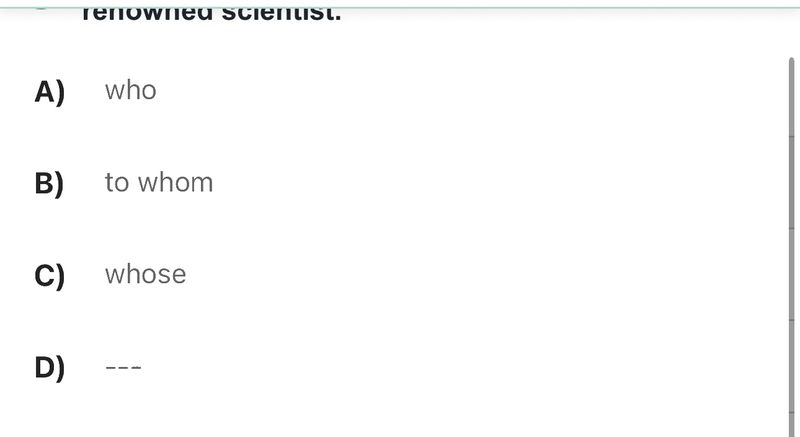 renowned scientist.
A) who
B) to whom
C) whose
D) ---